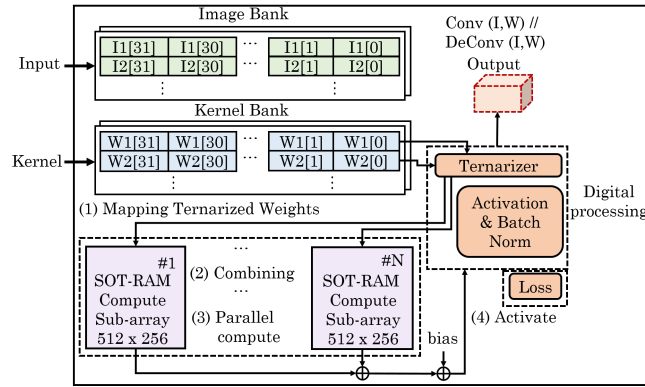 Image Bank
Conv (I,W) //
DeConv (I,W)
Output
Input
I1[31] I1[30] ... I1[1] I1[0]
I2[31] I2[30] ... I2[1] I2[0]
Kernel Bank
Kernel
W1[31] W1[30] ... W1[1] W1[0]
W2[31] W2[30] ... W2[1] W2[0]
Ternarizer
(1) Mapping Ternarized Weights
Activation
& Batch
Norm
Digital
processing
#1
SOT-RAM
Compute
Sub-array
512 x 256
...
(2) Combining
...
(3) Parallel
compute
#N
SOT-RAM
Compute
Sub-array
512 x 256
Loss
(4) Activate
bias